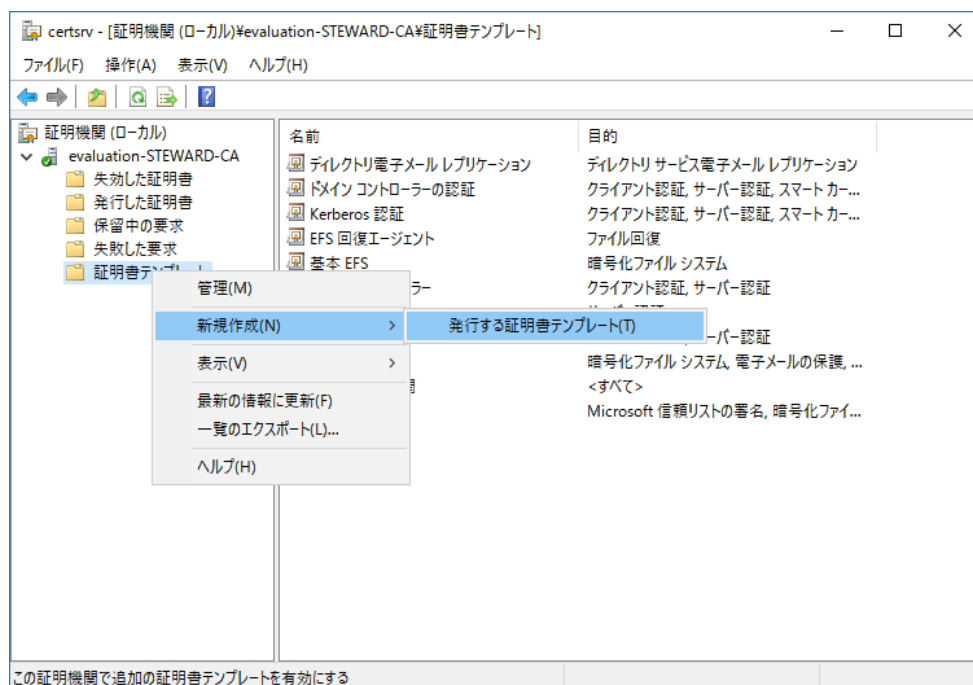 certsrv - [証明機関 (ローカル)¥evaluation-STEWARD-CA¥証明書テンプレート]
ファイル(F) 操作(A) 表示(V) ヘルプ(H)
証明機関 (ローカル)
evaluation-STEWARD-CA
失効した証明書
発行した証明書
保留中の要求
失敗した要求
証明書テンプレート
名前 目的
ディレクトリ電子メール レプリケーション ディレクトリ サービス電子メール レプリケーション
ドメイン コントローラーの認証 クライアント認証, サーバー認証, スマート カー...
Kerberos 認証 クライアント認証, サーバー認証, スマート カー...
EFS 回復エージェント ファイル回復
基本 EFS 暗号化ファイル システム
ラー クライアント認証, サーバー認証
ーバー認証
暗号化ファイル システム, 電子メールの保護, ...
<すべて>
Microsoft 信頼リストの署名, 暗号化ファイ...
管理(M)
新規作成(N) >
発行する証明書テンプレート(T)
表示(V) >
最新の情報に更新(F)
一覧のエクスポート(L)...
ヘルプ(H)
この証明機関で追加の証明書テンプレートを有効にする